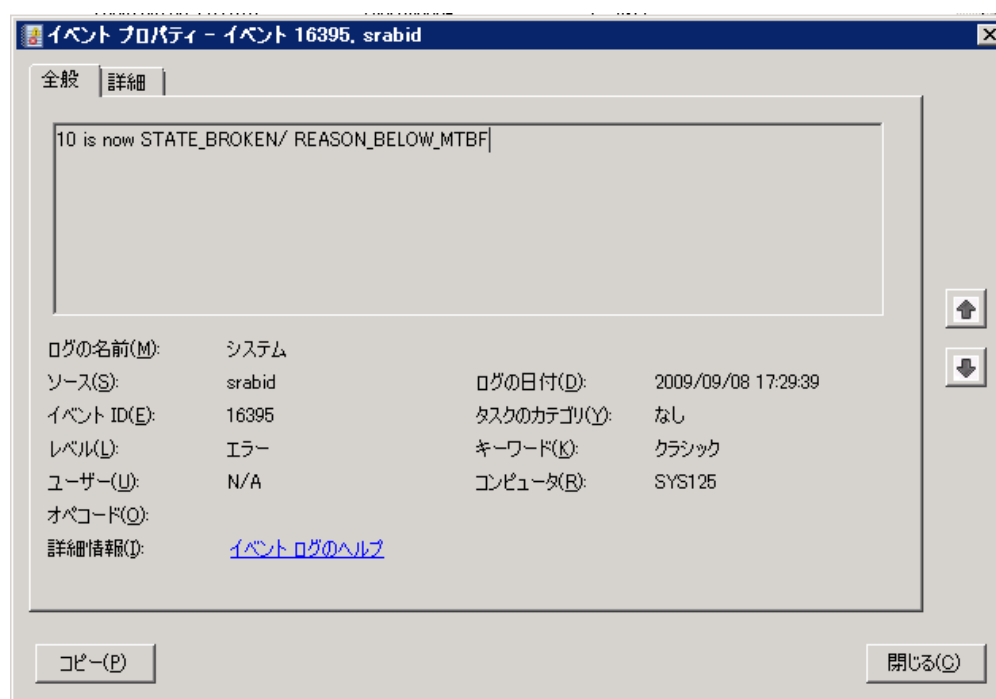 イベント プロパティ - イベント 16395, srabid
全般
詳細
10 is now STATE_BROKEN/ REASON_BELOW_MTBF
ログの名前(M): システム
ソース(S): srabid ログの日付(D): 2009/09/08 17:29:39
イベント ID(E): 16395 タスクのカテゴリ(Y): なし
レベル(L): エラー キーワード(K): クラシック
ユーザー(U): N/A コンピュータ(R): SYS125
オペコード(O):
詳細情報(I): イベント ログのヘルプ
コピー(P) 閉じる(C)